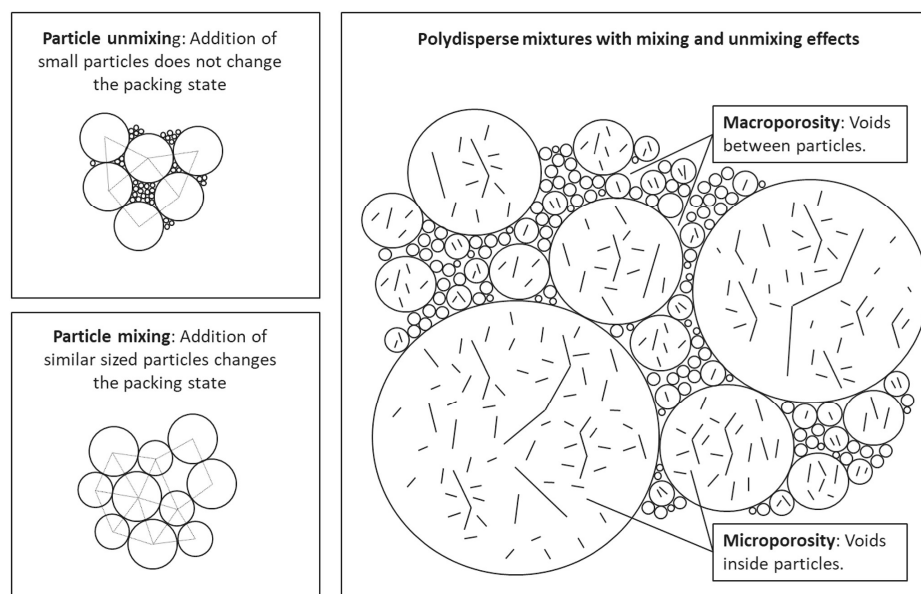 Particle unmixing: Addition of
small particles does not change
the packing state
Particle mixing: Addition of
similar sized particles changes
the packing state
Polydisperse mixtures with mixing and unmixing effects
Macroporosity: Voids
between particles.
Microporosity: Voids
inside particles.